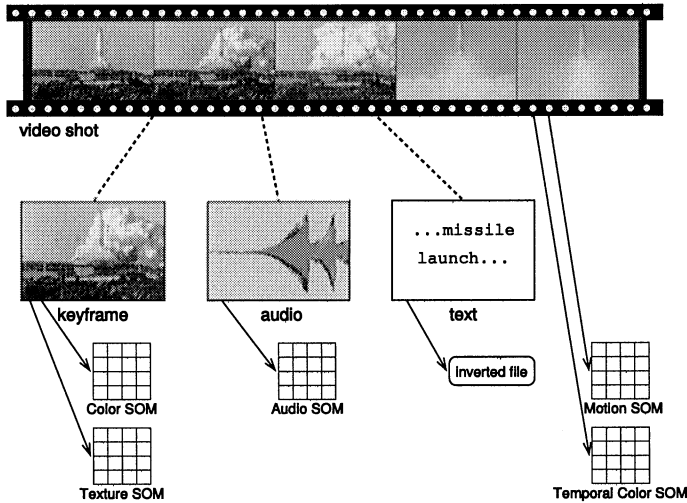 video shot
...missile
launch...
keyframe
audio
text
inverted file
Color SOM
Audio SOM
Motion SOM
Texture SOM
Temporal Color SOM